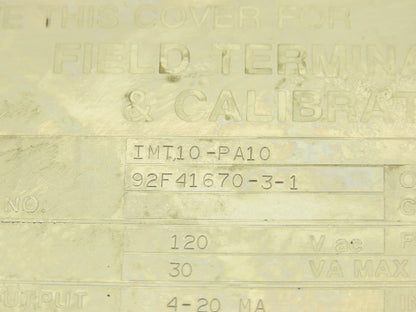 THIS COVER FOR
FIELD TERMINA
& CALIBRAT
IMT10-PA10
92F41670-3-1
NO.
120 V ac F
30 VA MAX
OUTPUT 4-20 MA